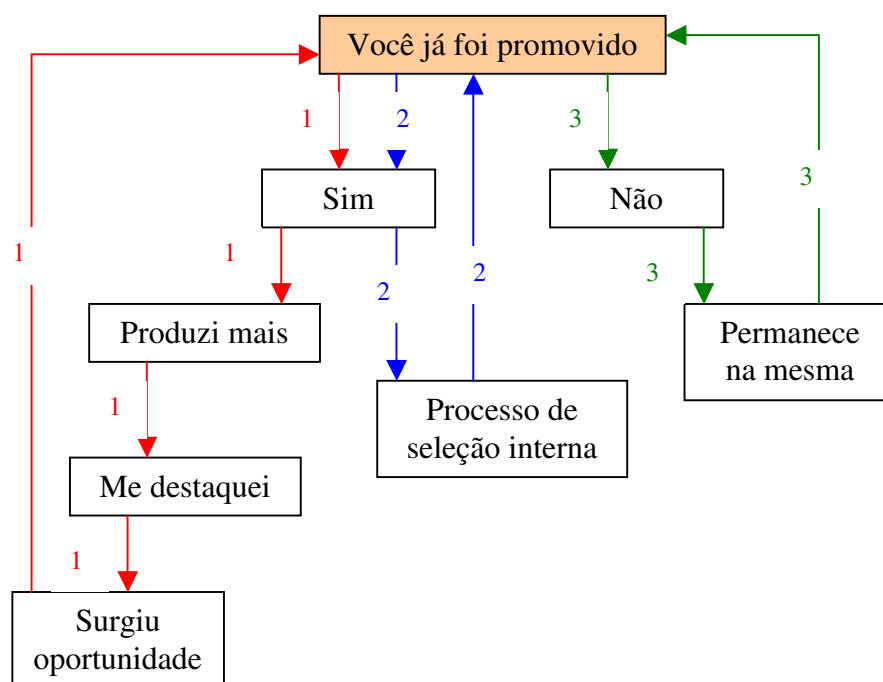 Você já foi promovido
1
2
3
Sim
Não
1
1
2
2
3
3
Produzi mais
Permanece
na mesma
1
Processo de
seleção interna
Me destaquei
1
Surgiu
oportunidade